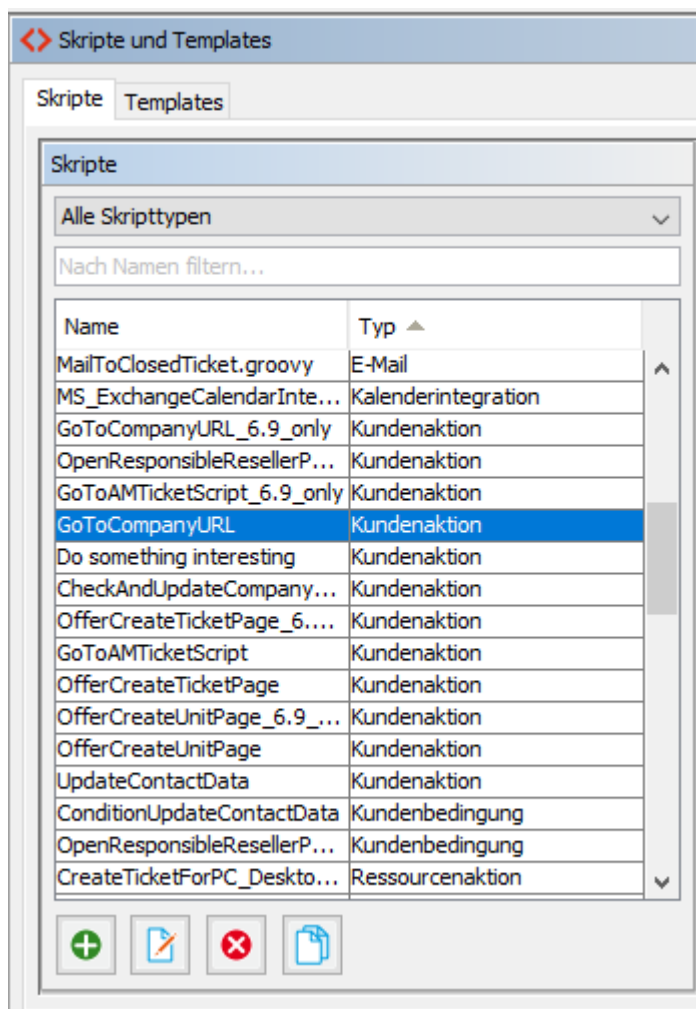 Skripte und Templates
Skripte Templates
Skripte
Alle Skripttypen
Nach Namen filtern...
Name Typ
MailToClosedTicket.groovy E-Mail
MS_ExchangeCalendarInte... Kalenderintegration
GoToCompanyURL_6.9_only Kundenaktion
OpenResponsibleResellerP... Kundenaktion
GoToAMTicketScript_6.9_only Kundenaktion
GoToCompanyURL Kundenaktion
Do something interesting Kundenaktion
CheckAndUpdateCompany... Kundenaktion
OfferCreateTicketPage_6.... Kundenaktion
GoToAMTicketScript Kundenaktion
OfferCreateTicketPage Kundenaktion
OfferCreateUnitPage_6.9_... Kundenaktion
OfferCreateUnitPage Kundenaktion
UpdateContactData Kundenaktion
ConditionUpdateContactData Kundenbedingung
OpenResponsibleResellerP... Kundenbedingung
CreateTicketForPC_Deskto... Ressourcenaktion